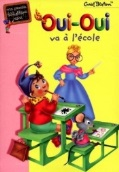 Enid Blyton
Oui-Oui
va à l'école